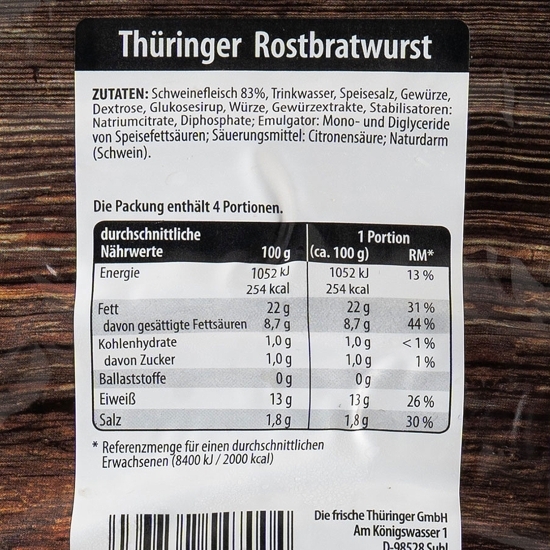 Thüringer Rostbratwurst
ZUTATEN: Schweinefleisch 83%, Trinkwasser, Speisesalz, Gewürze,
Dextrose, Glukosesirup, Würze, Gewürzextrakte, Stabilisatoren:
Natriumcitrate, Diphosphate; Emulgator: Mono- und Diglyceride
von Speisefettsäuren; Säuerungsmittel: Citronensäure; Naturdarm
(Schwein).
Die Packung enthält 4 Portionen.
durchschnittliche 1 Portion
Nährwerte 100 g (ca. 100 g) RM*
Energie 1052 kJ 1052 kJ 13 %
254 kcal 254 kcal
Fett 22 g 22 g 31 %
davon gesättigte Fettsäuren 8,7 g 8,7 g 44 %
Kohlenhydrate 1,0 g 1,0 g < 1 %
davon Zucker 1,0 g 1,0 g 1 %
Ballaststoffe 0 g 0 g
Eiweiß 13 g 13 g 26 %
Salz 1,8 g 1,8 g 30 %
* Referenzmenge für einen durchschnittlichen
Erwachsenen (8400 kJ / 2000 kcal)
Die frische Thüringer GmbH
Am Königswasser 1
D-98528 Suhl